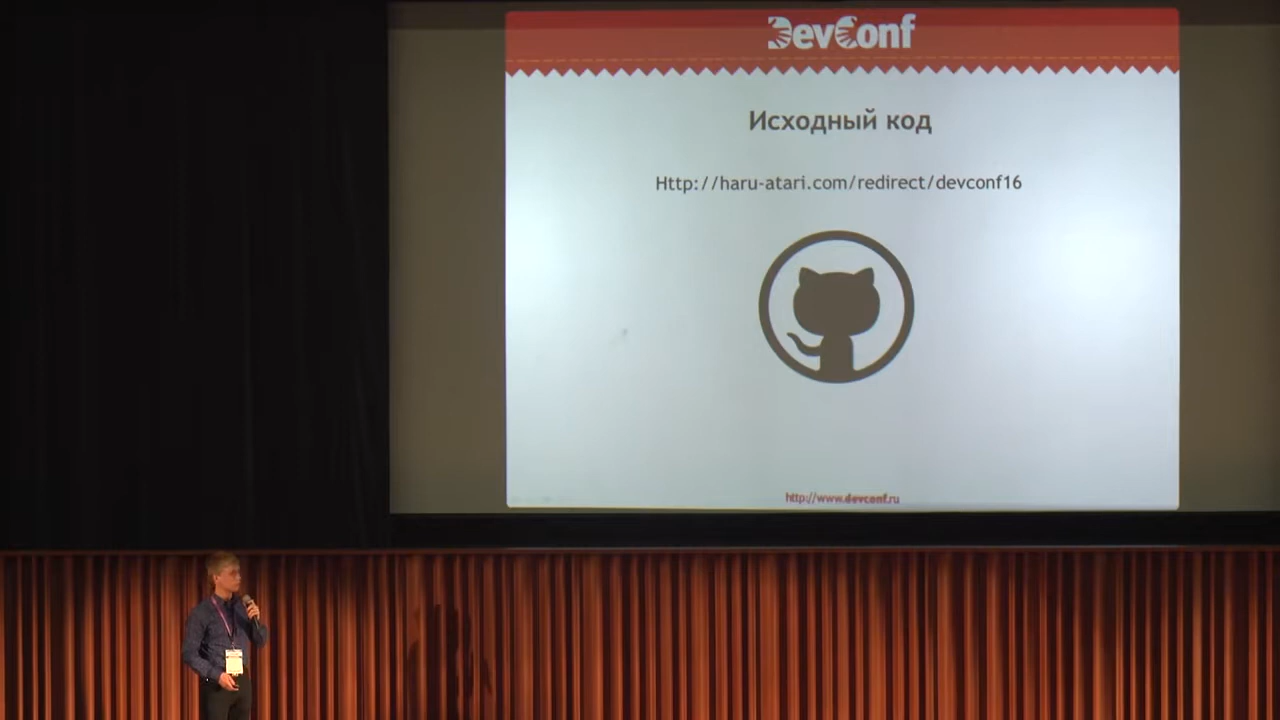 DevConf
Исходный код
Http://haru-atari.com/redirect/devconf16
http://www.devconf.ru